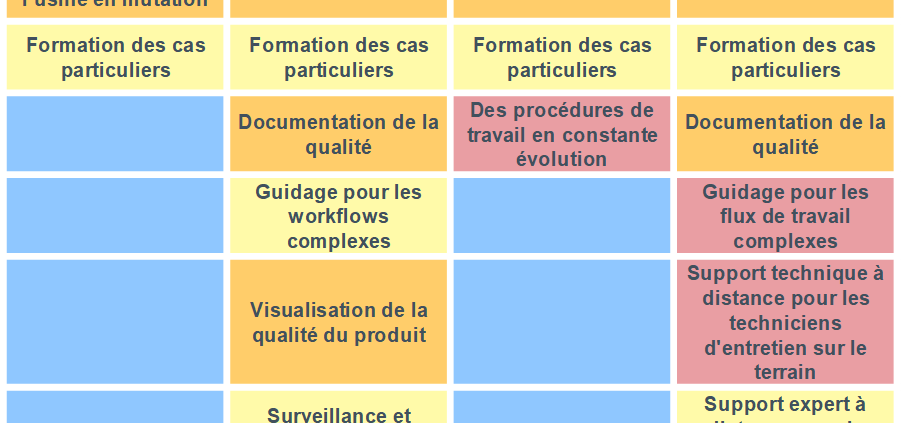 l'usine en mutation
Formation des cas
particuliers
Formation des cas
particuliers
Formation des cas
particuliers
Formation des cas
particuliers
Documentation de la
qualité
Des procédures de
travail en constante
évolution
Documentation de la
qualité
Guidage pour les
workflows
complexes
Guidage pour les
flux de travail
complexes
Visualisation de la
qualité du produit
Support technique à
distance pour les
techniciens
d'entretien sur le
terrain
Surveillance et
Support expert à